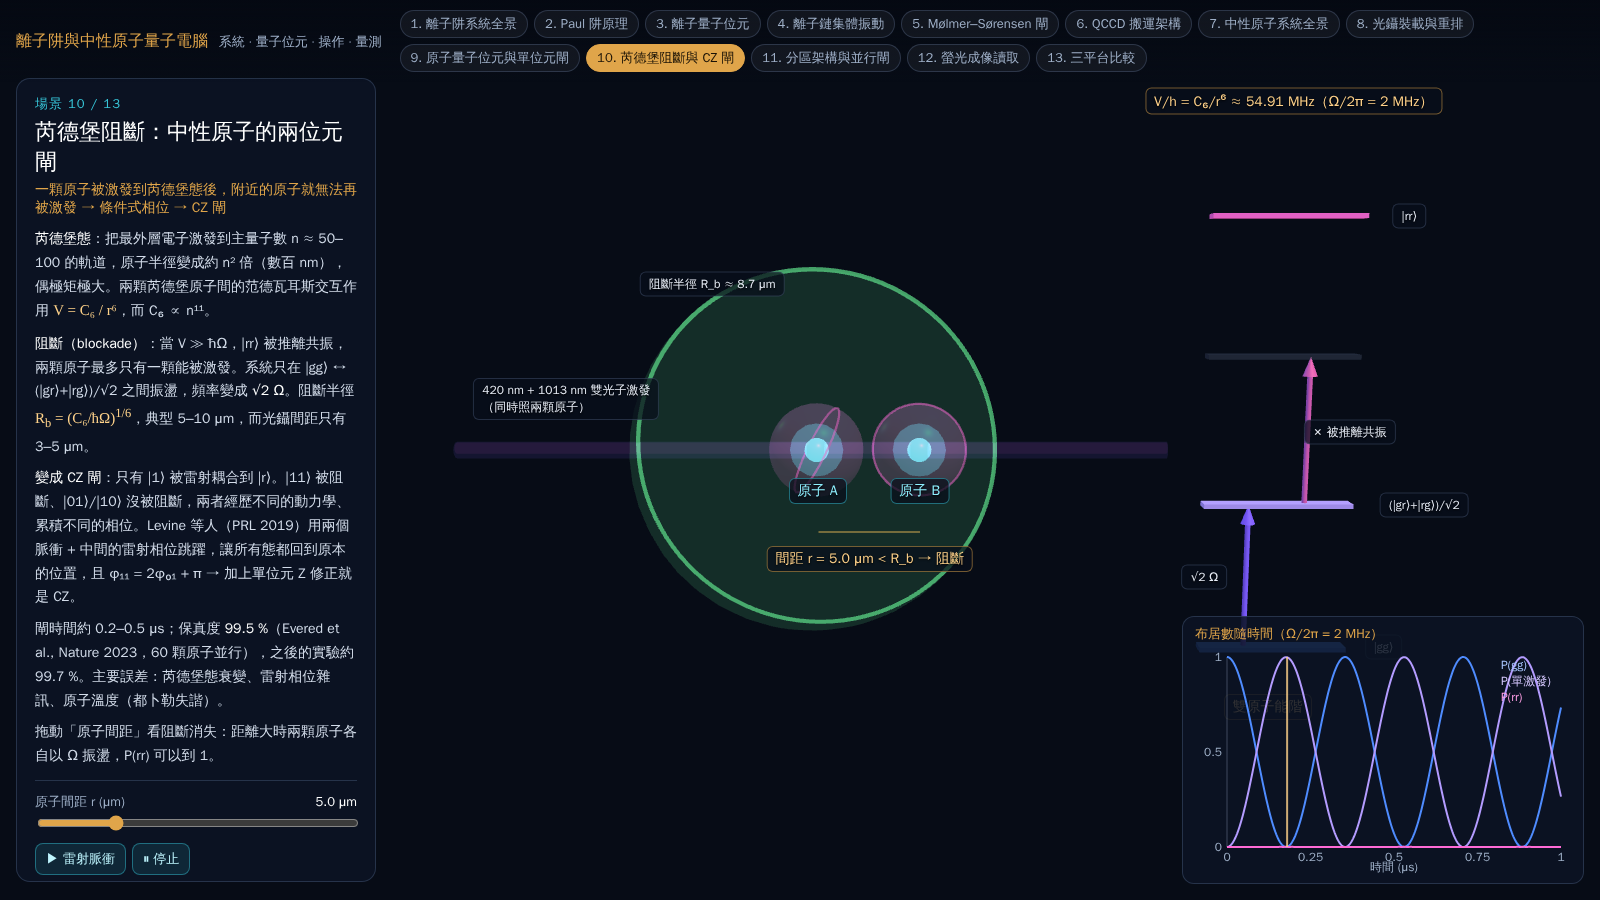 離子阱與中性原子量子電腦 系統 · 量子位元 · 操作 · 量測
1. 離子阱系統全景
2. Paul 阱原理
3. 離子量子位元
4. 離子鏈集體振動
5. Mølmer–Sørensen 閘
6. QCCD 搬運架構
7. 中性原子系統全景
8. 光鑷裝載與重排
9. 原子量子位元與單位元閘
10. 芮德堡阻斷與 CZ 閘
11. 分區架構與並行閘
12. 螢光成像讀取
13. 三平台比較
場景 10 / 13
芮德堡阻斷：中性原子的兩位元
閘
一顆原子被激發到芮德堡態後，附近的原子就無法再
被激發 → 條件式相位 → CZ 閘
芮德堡態：把最外層電子激發到主量子數 n ≈ 50–
100 的軌道，原子半徑變成約 n² 倍（數百 nm），
偶極矩極大。兩顆芮德堡原子間的范德瓦耳斯交互作
用 V = C₆ / r⁶，而 C₆ ∝ n¹¹。
阻斷（blockade）：當 V ≫ ħΩ，|rr⟩ 被推離共振，
兩顆原子最多只有一顆能被激發。系統只在 |gg⟩ ↔
(|gr⟩+|rg⟩)/√2 之間振盪，頻率變成 √2 Ω。阻斷半徑
R_b = (C₆/ħΩ)^1/6，典型 5–10 µm，而光鑷間距只有
3–5 µm。
變成 CZ 閘：只有 |1⟩ 被雷射耦合到 |r⟩。|11⟩ 被阻
斷、|01⟩/|10⟩ 沒被阻斷，兩者經歷不同的動力學、
累積不同的相位。Levine 等人（PRL 2019）用兩個
脈衝 + 中間的雷射相位跳躍，讓所有態都回到原本
的位置，且 φ₁₁ = 2φ₀₁ + π → 加上單位元 Z 修正就
是 CZ。
閘時間約 0.2–0.5 µs；保真度 99.5 %（Evered et
al., Nature 2023，60 顆原子並行），之後的實驗約
99.7 %。主要誤差：芮德堡態衰變、雷射相位雜
訊、原子溫度（都卜勒失諧）。
拖動「原子間距」看阻斷消失：距離大時兩顆原子各
自以 Ω 振盪，P(rr) 可以到 1。
原子間距 r (µm) 5.0 µm
▶ 雷射脈衝
⏸ 停止
V/h = C₆/r⁶ ≈ 54.91 MHz（Ω/2π = 2 MHz）
|rr⟩
阻斷半徑 R_b ≈ 8.7 µm
420 nm + 1013 nm 雙光子激發
（同時照兩顆原子）
× 被推離共振
原子 A
原子 B
(|gr⟩+|rg⟩)/√2
間距 r = 5.0 µm < R_b → 阻斷
√2 Ω
布居數隨時間（Ω/2π = 2 MHz）
|gg⟩
雙原子能階
P(gg)
P(單激發)
P(rr)
1
0.5
0
0 0.25 0.5 0.75 1
時間 (µs)